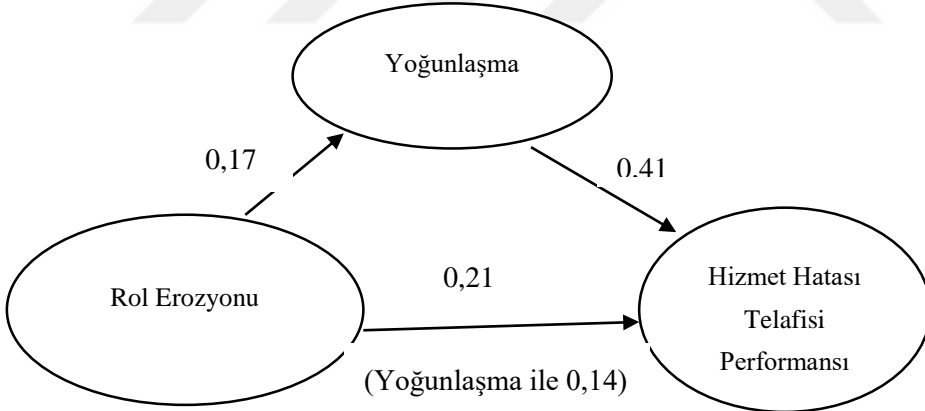 Yoğunlaşma
0,17
0,41
Rol Erozyonu
0,21
Hizmet Hatası
Telafisi
Performansı
(Yoğunlaşma ile 0,14)